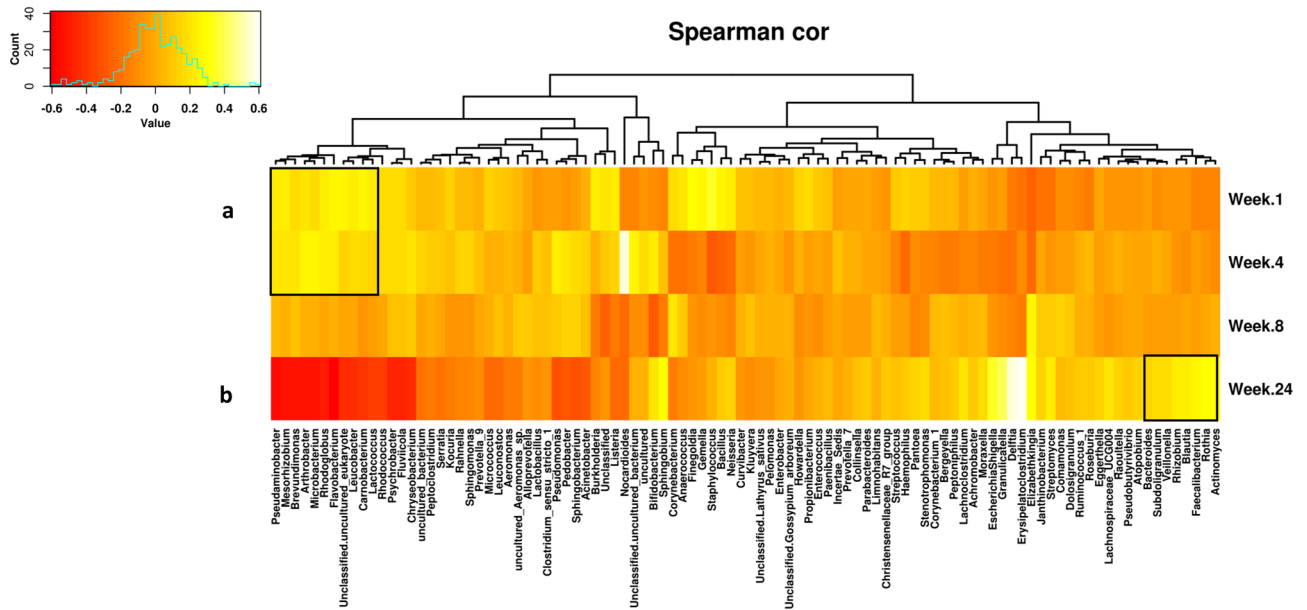 Spearman cor
Count
0
20
40
-0.6 -0.4 -0.2 0 0.2 0.4 0.6
Value
a
b
Week.1
Week.4
Week.8
Week.24
Pseudaminobacter
Mesorhizobium
Brevundimonas
Arthrobacter
Microbacterium
Rhodoglobus
Flavobacterium
Unclassified.uncultured_eukaryote
Leucobacter
Carnobacterium
Lactococcus
Rhodococcus
Psychrobacter
Fluviicola
Chryseobacterium
uncultured_bacterium
Peptoclostridium
Serratia
Kocuria
Rahnella
Sphingomonas
Prevotella_9
Micrococcus
Leuconostoc
Aeromonas
uncultured_Aeromonas_sp.
Alloprevotella
Lactobacillus
Clostridium_sensu_stricto_1
Pseudomonas
Pedobacter
Sphingobacterium
Acinetobacter
Burkholderia
Unclassified
Listeria
Nocardioides
Unclassified.uncultured_bacterium
uncultured
Bifidobacterium
Sphingobium
Corynebacterium
Anaerococcus
Finegoldia
Gemella
Staphylococcus
Bacillus
Neisseria
Curvibacter
Kluyvera
Unclassified.Lathyrus_sativus
Pelomonas
Enterobacter
Unclassified.Gossypium_arboreum
Howardella
Propionibacterium
Enterococcus
Paenibacillus
Incertae_Sedis
Prevotella_7
Collinsella
Parabacteroides
Limnohabitans
Christensenellaceae_R7_group
Streptococcus
Haemophilus
Pantoea
Stenotrophomonas
Corynebacterium_1
Bergeyella
Peptoniphilus
Lachnoclostridium
Achromobacter
Moraxella
EscherichiaShigella
Granulicatella
Delftia
Erysipelatoclostridium
Elizabethkingia
Janthinobacterium
Streptomyces
Comamonas
Dolosigranulum
Ruminococcus_1
Roseburia
Eggerthella
Lachnospiraceae_UCG004
Raoultella
Pseudobutyrivibrio
Atopobium
Bacteroides
Subdoligranulum
Veillonella
Rhizobium
Blautia
Faecalibacterium
Rothia
Actinomyces